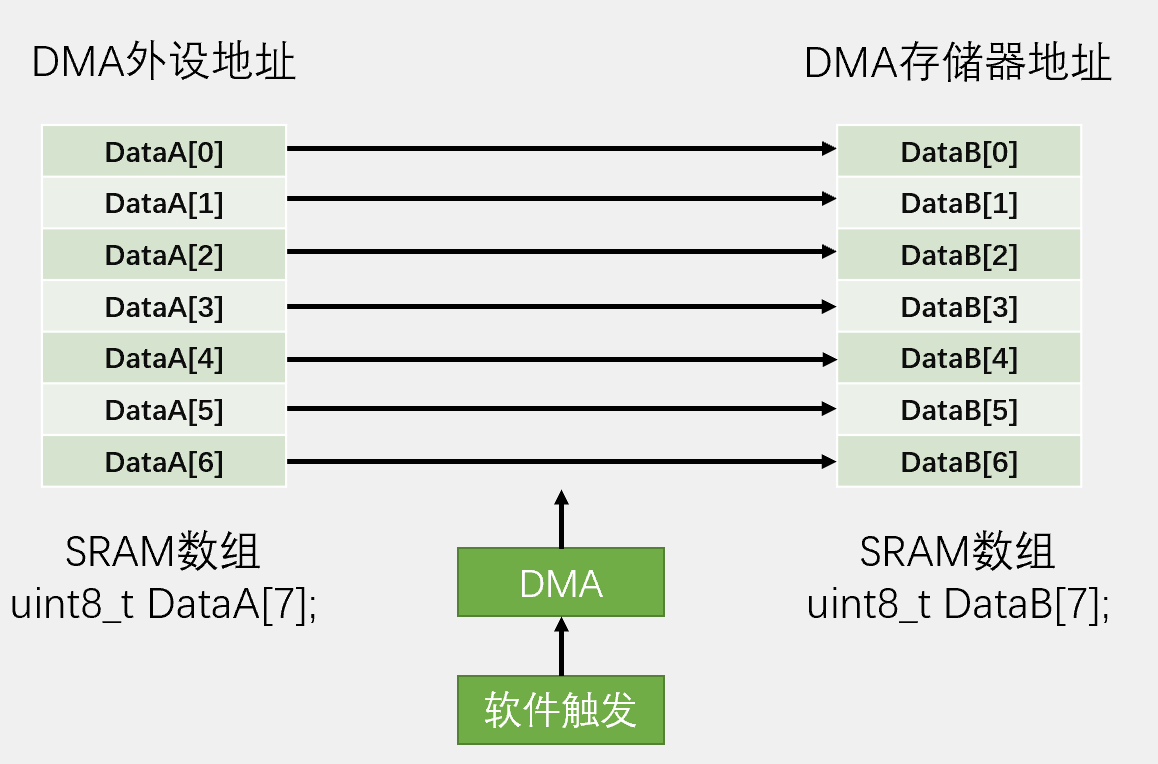 DMA外设地址
DMA存储器地址
DataA[0]
DataB[0]
DataA[1]
DataB[1]
DataA[2]
DataB[2]
DataA[3]
DataB[3]
DataA[4]
DataB[4]
DataA[5]
DataB[5]
DataA[6]
DataB[6]
SRAM数组
uint8_t DataA[7];
SRAM数组
uint8_t DataB[7];
DMA
软件触发